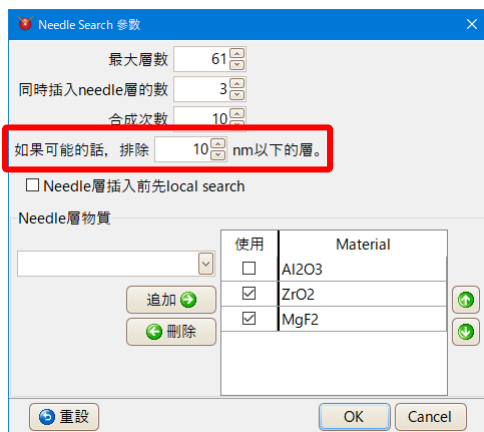 Needle Search 參數
最大層數 61
同時插入needle層的數 3
合成次數 10
如果可能的話，排除 10 nm以下的層。
Needle層插入前先local search
Needle層物質
使用 Material
Al2O3
追加 ZrO2
刪除 MgF2
重設 OK Cancel